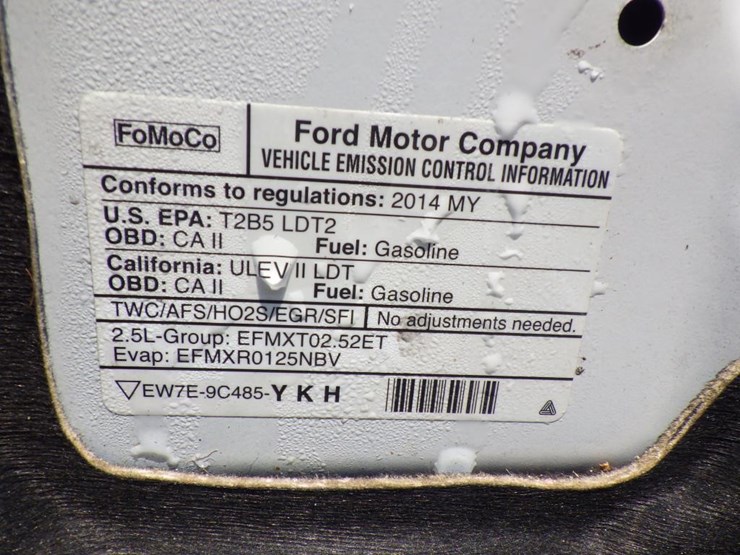 FoMoCo
Ford Motor Company
VEHICLE EMISSION CONTROL INFORMATION
Conforms to regulations: 2014 MY
U.S. EPA: T2B5 LDT2
OBD: CA II Fuel: Gasoline
California: ULEV II LDT
OBD: CA II Fuel: Gasoline
TWC/AFS/HO2S/EGR/SFI No adjustments needed.
2.5L-Group: EFMXT02.52ET
Evap: EFMXR0125NBV
EW7E-9C485-Y K H